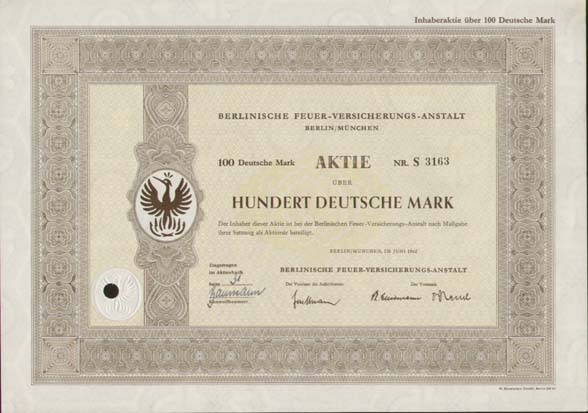 Inhaberaktie über 100 Deutsche Mark
BERLINISCHE FEUER-VERSICHERUNGS-ANSTALT
BERLIN/MÜNCHEN
100 Deutsche Mark AKTIE NR. S 3163
ÜBER
HUNDERT DEUTSCHE MARK
Der Inhaber dieser Aktie ist bei der Berlinischen Feuer-Versicherungs-Anstalt nach Maßgabe
ihrer Satzung als Aktionär beteiligt.
BERLIN/MÜNCHEN, IM JUNI
Eingetragen
im Aktienbuch
Seite
BERLINISCHE FEUER-VERSICHERUNGS-ANSTALT
Der Vorsitzer des Aufsichtsrats Der Vorstand